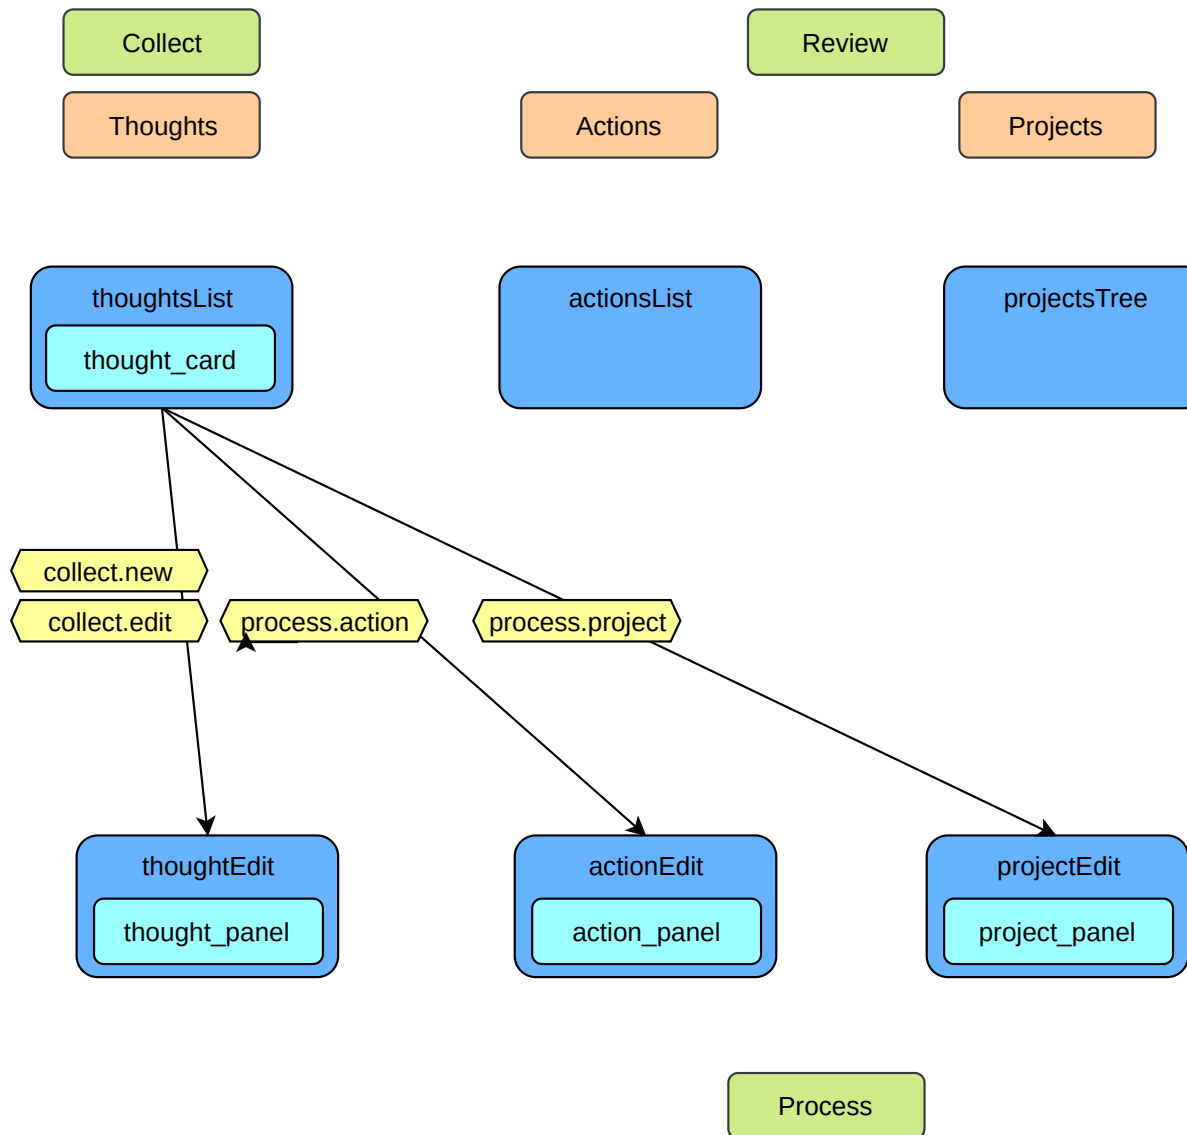 Collect
Review
Thoughts
Actions
Projects
thoughtsList
actionsList
projectsTree
thought_card
collect.new
collect.edit
process.action
process.project
thoughtEdit
actionEdit
projectEdit
thought_panel
action_panel
project_panel
Process